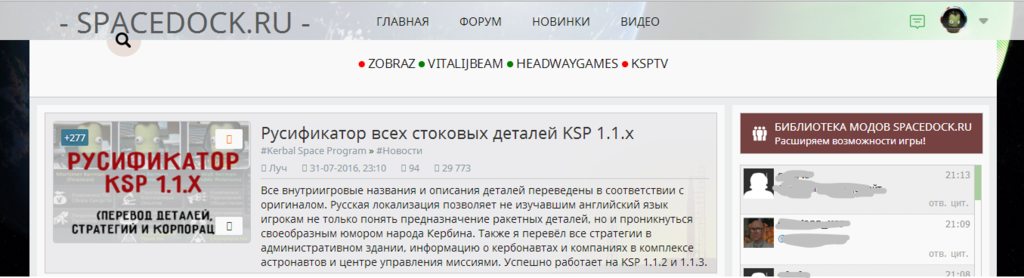 - SPACEDOCK.RU -
ГЛАВНАЯ ФОРУМ НОВИНКИ ВИДЕО
ZOBRAZ VITALIJBEAM HEADWAYGAMES KSPTV
+277
РУСИФИКАТОР
KSP 1.1.X
(ПЕРЕВОД ДЕТАЛЕЙ,
СТРАТЕГИЙ И КОРПОРАЦ
Русификатор всех стоковых деталей KSP 1.1.x
#Kerbal Space Program » #Новости
Луч 31-07-2016, 23:10 94 29 773
Все внутриигровые названия и описания деталей переведены в соответствии с
оригиналом. Русская локализация позволяет не изучавшим английский язык
игрокам не только понять предназначение ракетных деталей, но и проникнуться
своеобразным юмором народа Кербина. Также я перевёл все стратегии в
административном здании, информацию о кербонавтах и компаниях в комплексе
астронавтов и центре управления миссиями. Успешно работает на KSP 1.1.2 и 1.1.3.
БИБЛИОТЕКА МОДОВ SPACEDOCK.RU
Расширяем возможности игры!
21:13
отв. цит.
21:09
отв. цит.
21:08